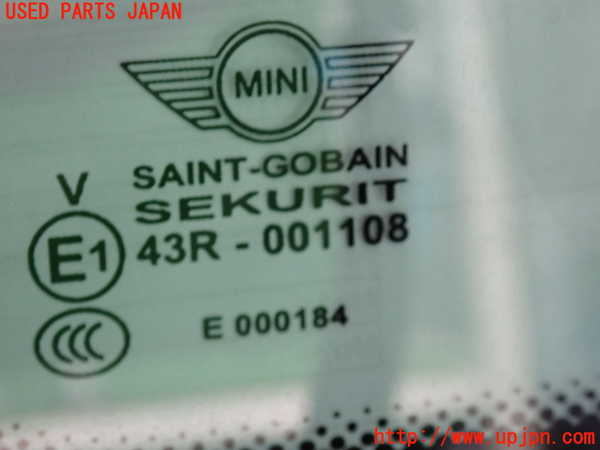 USED PARTS JAPAN
MINI
SAINT-GOBAIN
SEKURIT
V
E1 43R - 001108
CCC E 000184
http://www.upjpn.com/